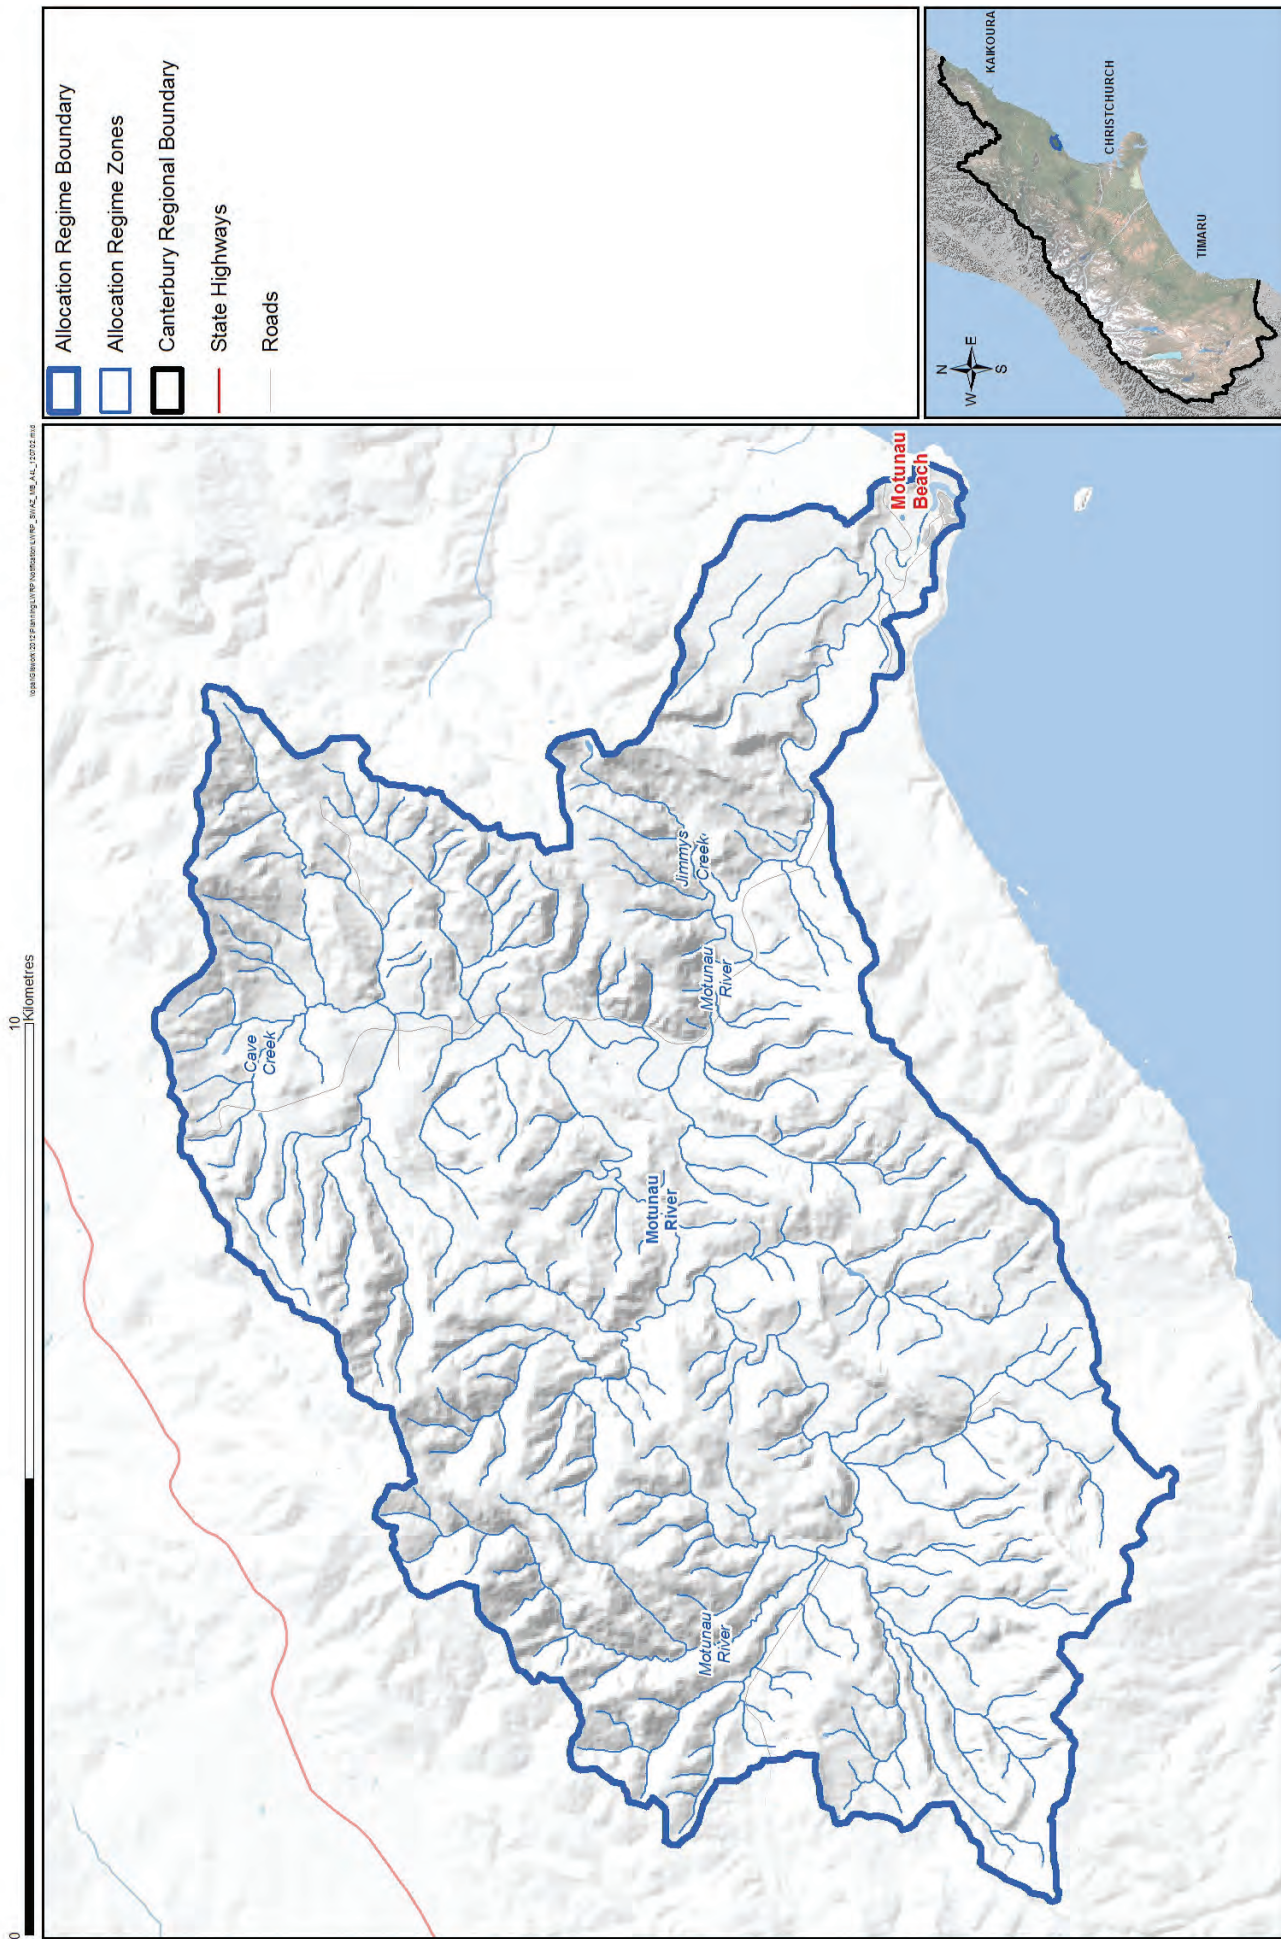 0
10
Kilometres
Cave
Creek
Jimmys
Creek
Motunau
River
Motunau
River
Motunau
River
Motunau
Beach
Allocation Regime Boundary
Allocation Regime Zones
Canterbury Regional Boundary
State Highways
Roads
N
W
E
S
KAIKOURA
CHRISTCHURCH
TIMARU